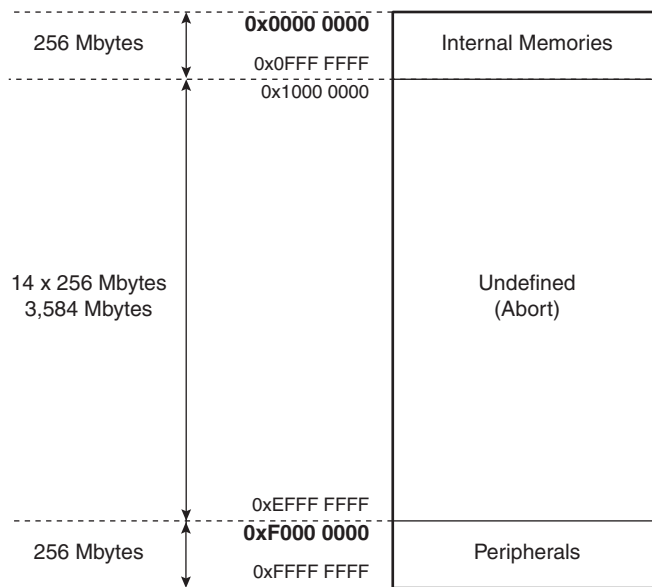 256 Mbytes
0x0000 0000
0x0FFF FFFF
Internal Memories
0x1000 0000
14 x 256 Mbytes
3,584 Mbytes
Undefined
(Abort)
0xEFFF FFFF
256 Mbytes
0xF000 0000
0xFFFF FFFF
Peripherals